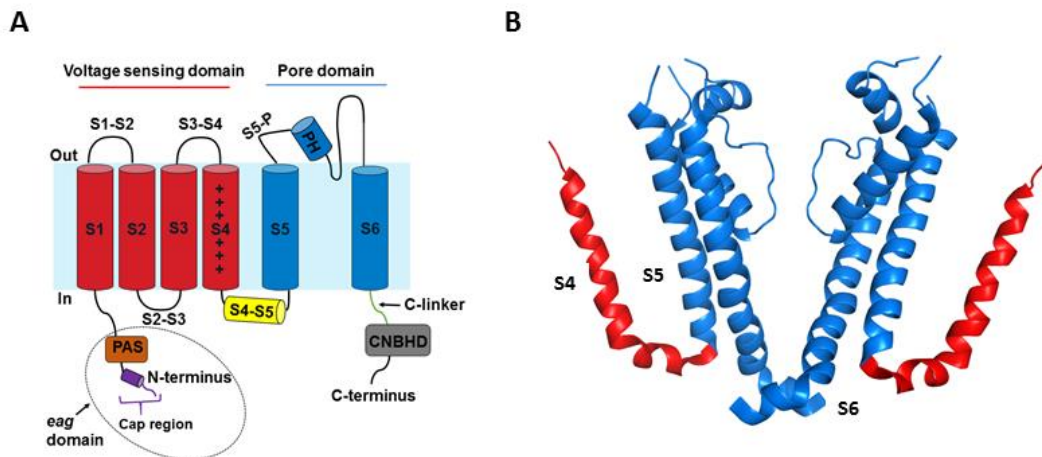 A
Voltage sensing domain
Pore domain
S1-S2
S3-S4
S5-P
PH
Out
S1
S2
S3
+
+
+
+
S4
+
+
+
S5
S6
In
S2-S3
S4-S5
C-linker
PAS
CNBHD
N-terminus
C-terminus
Cap region
eag
domain
B
S4
S5
S6